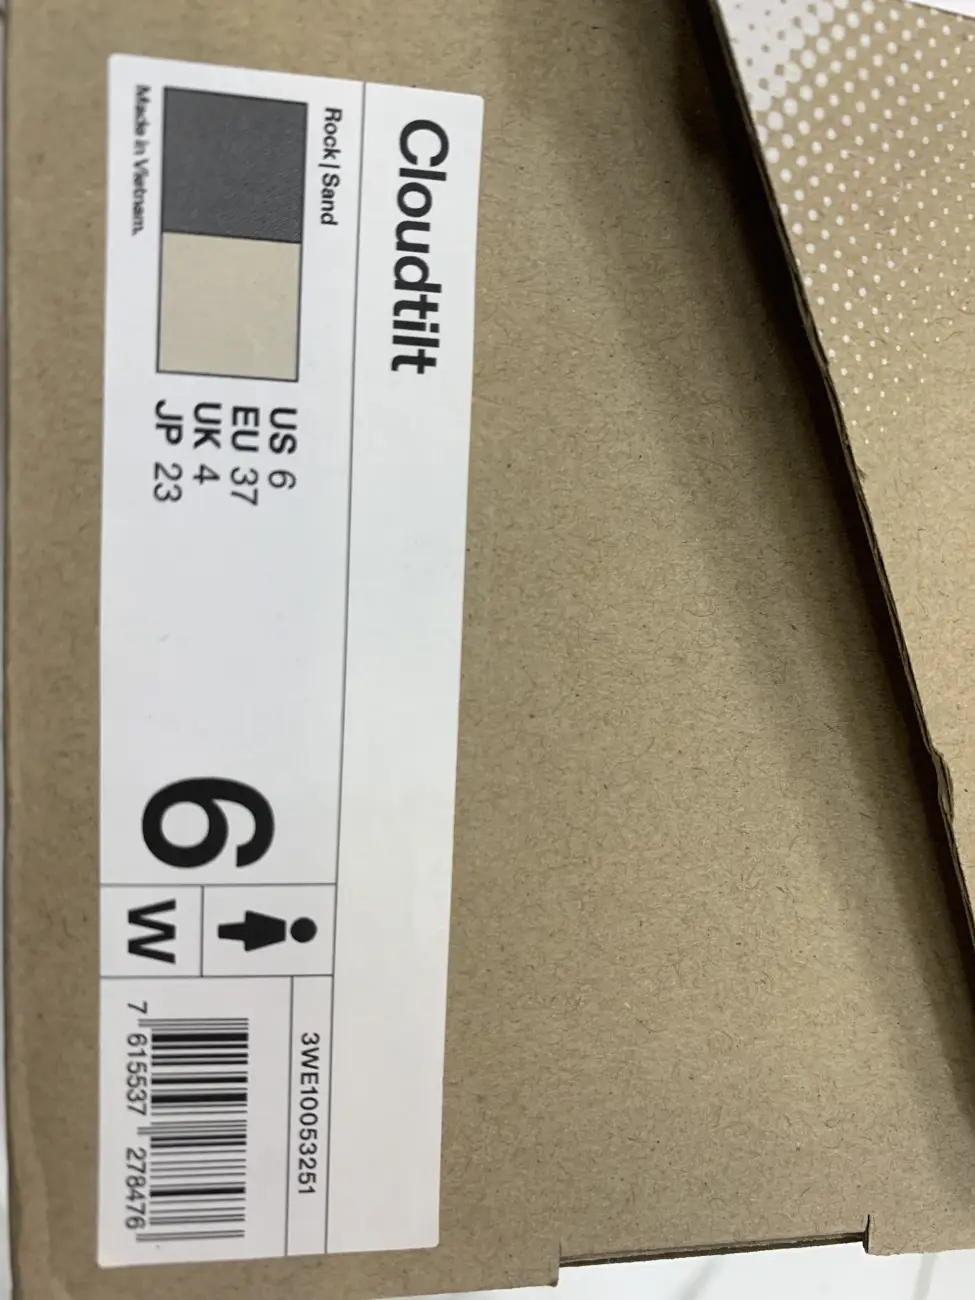 Cloudtilt
Rock | Sand
Made in Vietnam.
US 6
EU 37
UK 4
JP 23
6
W
3WE10053251
7 615537 278476